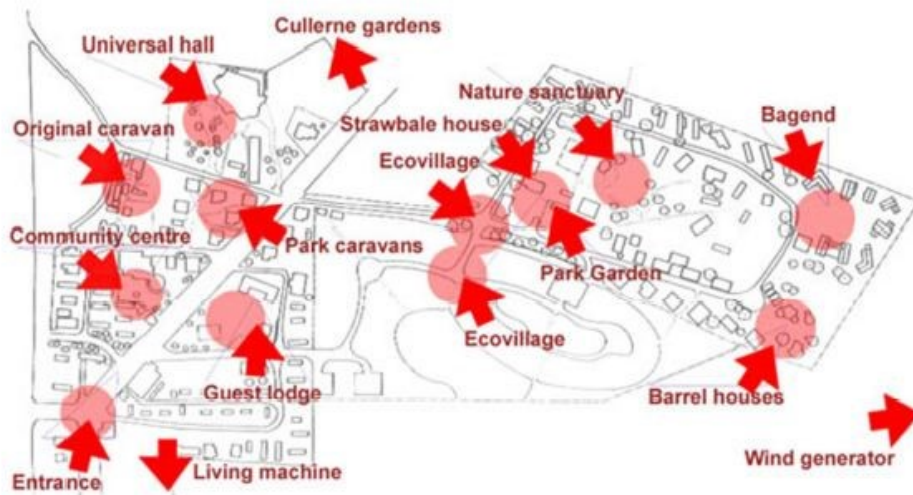 Cullerne gardens
Universal hall
Nature sanctuary
Bagend
Strawbale house
Original caravan
Ecovillage
Community centre
Park caravans
Park Garden
Ecovillage
Guest lodge
Barrel houses
Wind generator
Living machine
Entrance